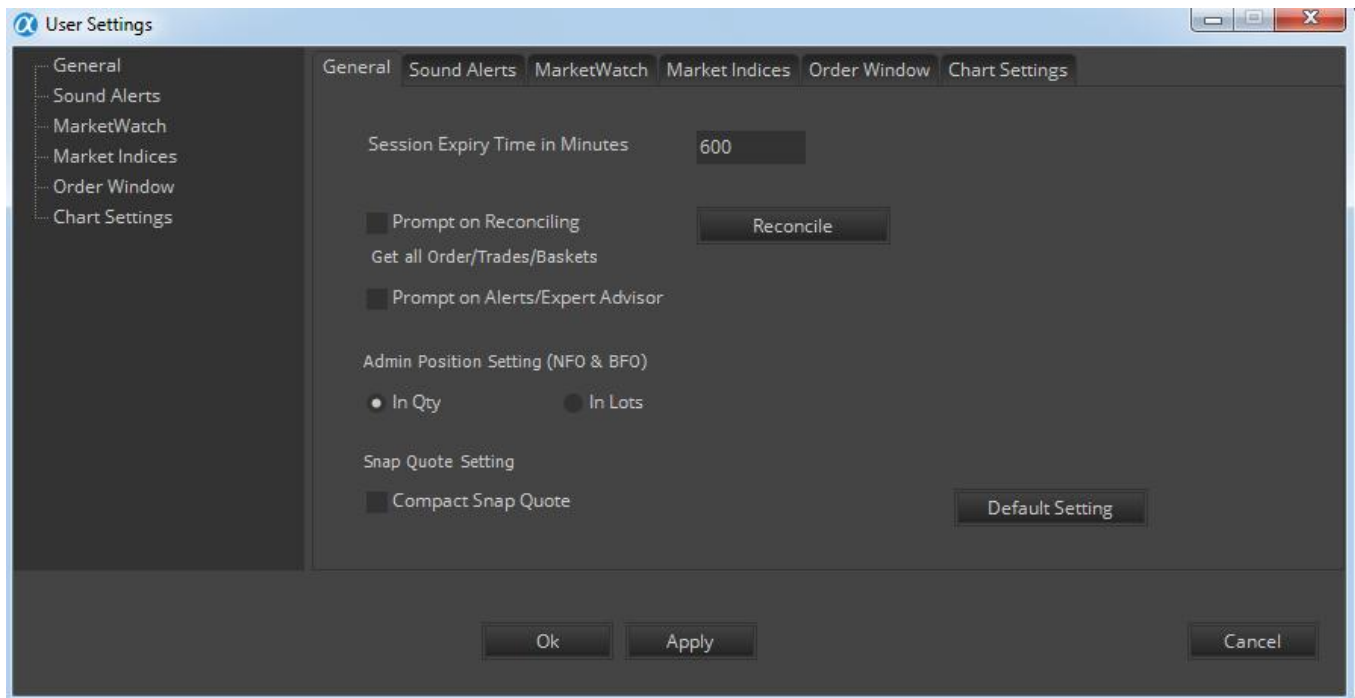 User Settings
General
Sound Alerts
MarketWatch
Market Indices
Order Window
Chart Settings
General Sound Alerts MarketWatch Market Indices Order Window Chart Settings
Session Expiry Time in Minutes 600
Prompt on Reconciling Reconcile
Get all Order/Trades/Baskets
Prompt on Alerts/Expert Advisor
Admin Position Setting (NFO & BFO)
In Qty In Lots
Snap Quote Setting
Compact Snap Quote
Default Setting
Ok Apply Cancel